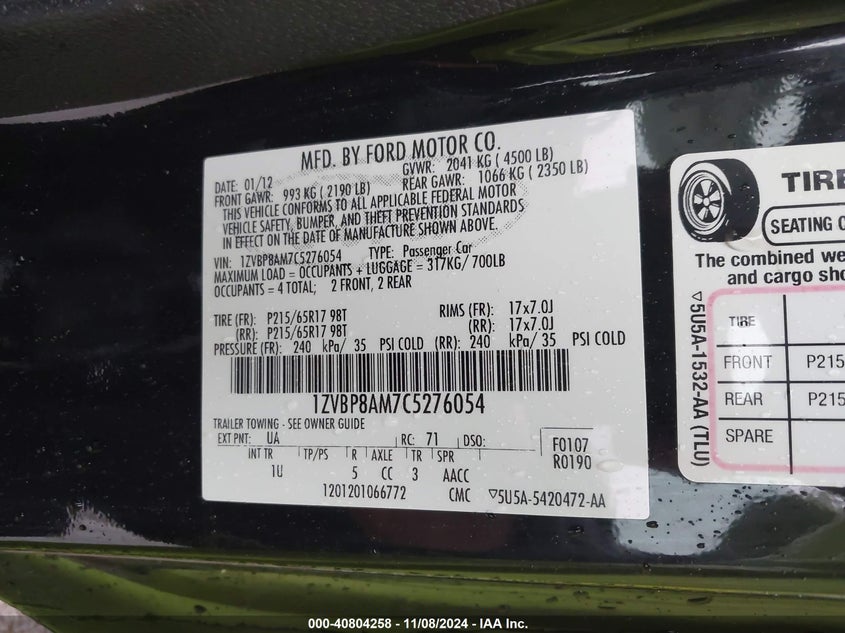 MFD. BY FORD MOTOR CO.
DATE: 01/12 GVWR: 2041 KG ( 4500 LB)
FRONT GAWR: 993 KG ( 2190 LB) REAR GAWR: 1066 KG ( 2350 LB)
THIS VEHICLE CONFORMS TO ALL APPLICABLE FEDERAL MOTOR
VEHICLE SAFETY, BUMPER, AND THEFT PREVENTION STANDARDS
IN EFFECT ON THE DATE OF MANUFACTURE SHOWN ABOVE.
VIN: 1ZVBP8AM7C5276054 TYPE: Passenger Car
MAXIMUM LOAD = OCCUPANTS + LUGGAGE = 317KG/ 700LB
OCCUPANTS = 4 TOTAL; 2 FRONT, 2 REAR
TIRE (FR): P215/65R17 98T RIMS (FR): 17x7.0J
(RR): P215/65R17 98T (RR): 17x7.0J
PRESSURE (FR): 240 kPa/ 35 PSI COLD (RR): 240 kPa/ 35 PSI COLD
1ZVBP8AM7C5276054
TRAILER TOWING - SEE OWNER GUIDE
EXT PNT: UA RC: 71 DSO: F0107
INT TR TP/PS R AXLE TR SPR R0190
1U 5 CC 3 AACC
1201201066772 CMC ▽5U5A-5420472-AA
TIRE
SEATING
The combined
and cargo
▽5U5A-1532-AA (TLU)
TIRE
FRONT P215
REAR P215
SPARE
000-40804258 - 11/08/2024 - IAA Inc.